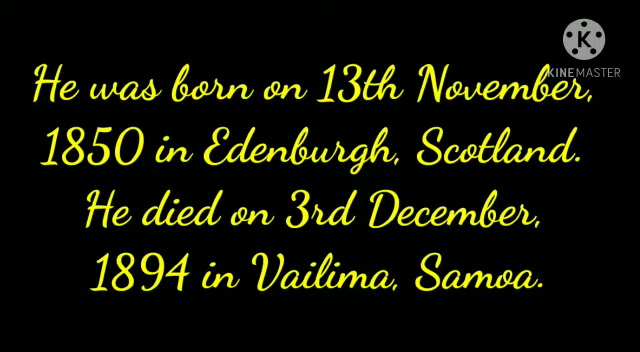 KINEMASTER
He was born on 13th November,
1850 in Edenburgh, Scotland.
He died on 3rd December,
1894 in Vailima, Samoa.